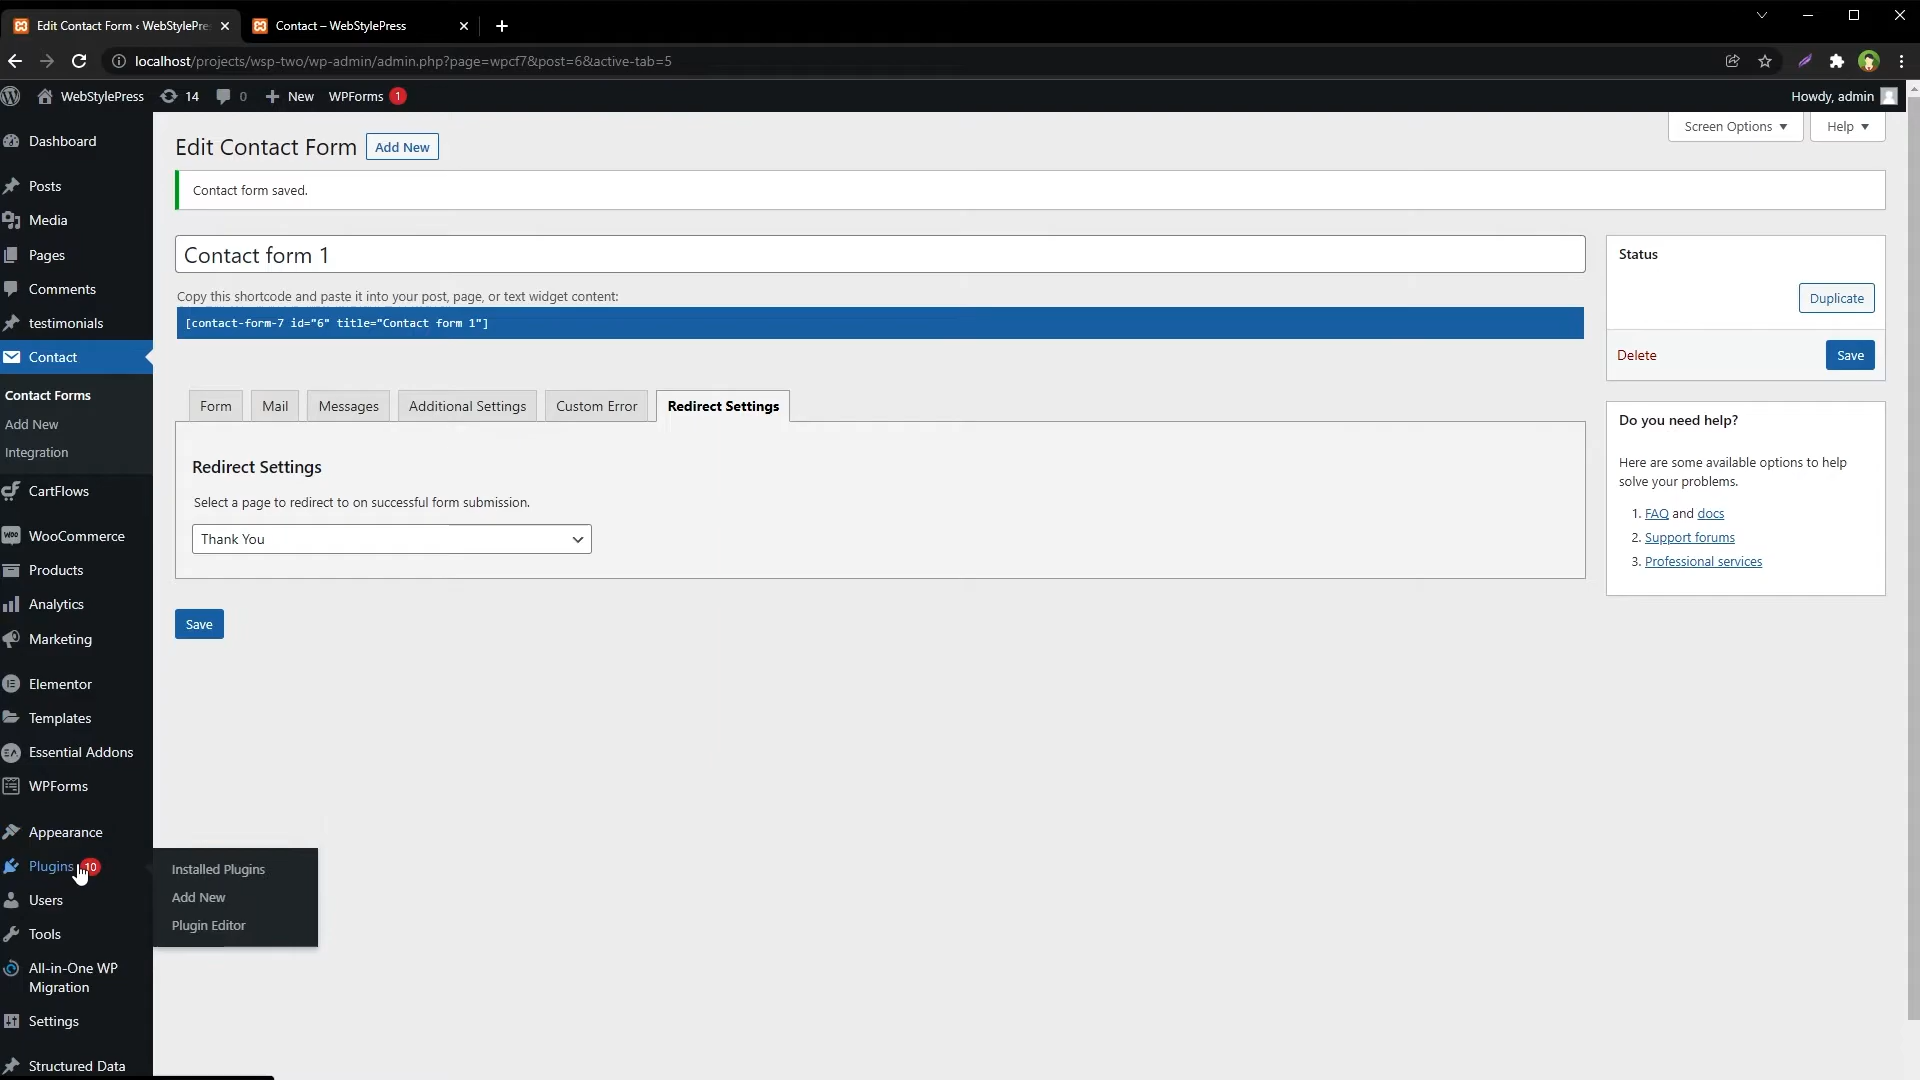 Edit Contact Form ‹ WebStylePre
Contact – WebStylePress
localhost/projects/wsp-two/wp-admin/admin.php?page=wpcf7&post=6&active-tab=5
WebStylePress
14
0
New
WPForms 1
Howdy, admin
Dashboard
Posts
Media
Pages
Comments
testimonials
Contact
Contact Forms
Add New
Integration
CartFlows
WooCommerce
Products
Analytics
Marketing
Elementor
Templates
Essential Addons
WPForms
Appearance
Plugins 10
Users
Tools
All-in-One WP
Migration
Settings
Structured Data
Installed Plugins
Add New
Plugin Editor
Screen Options
Help
Edit Contact Form
Add New
Contact form saved.
Contact form 1
Copy this shortcode and paste it into your post, page, or text widget content:
[contact-form-7 id="6" title="Contact form 1"]
Form
Mail
Messages
Additional Settings
Custom Error
Redirect Settings
Redirect Settings
Select a page to redirect to on successful form submission.
Thank You
Save
Status
Duplicate
Delete
Save
Do you need help?
Here are some available options to help
solve your problems.
1. FAQ and docs
2. Support forums
3. Professional services